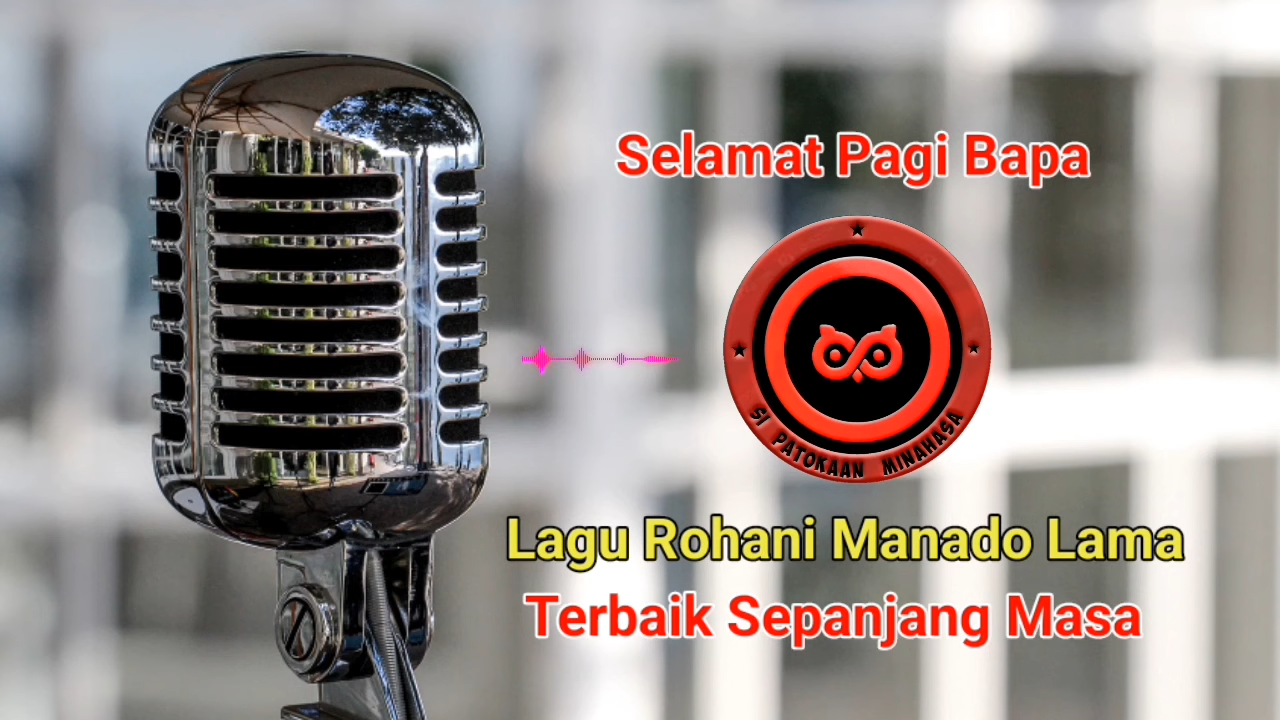 Selamat Pagi Bapa
SI PATOKAAN MINAHASA
Lagu Rohani Manado Lama
Terbaik Sepanjang Masa